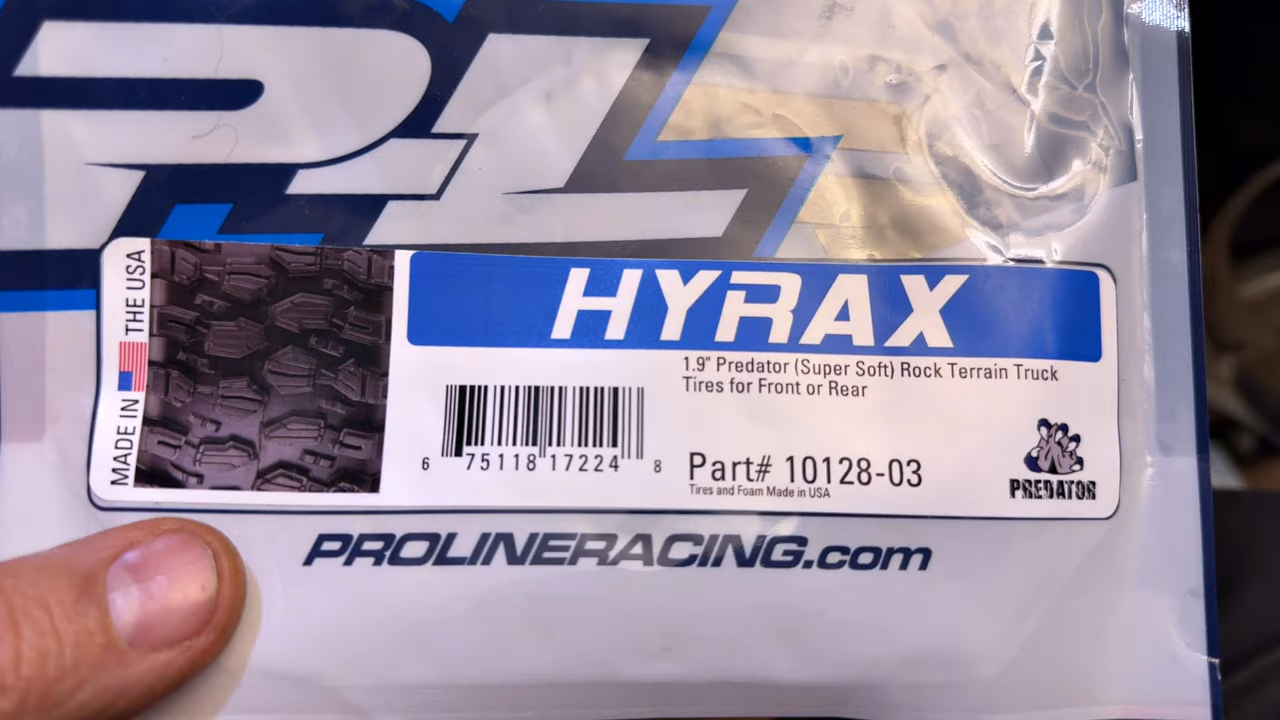 PL
MADE IN THE USA
HYRAX
1.9" Predator (Super Soft) Rock Terrain Truck
Tires for Front or Rear
6 75118 17224 8
Part# 10128-03
Tires and Foam Made in USA
PREDATOR
PROLINERACING.com